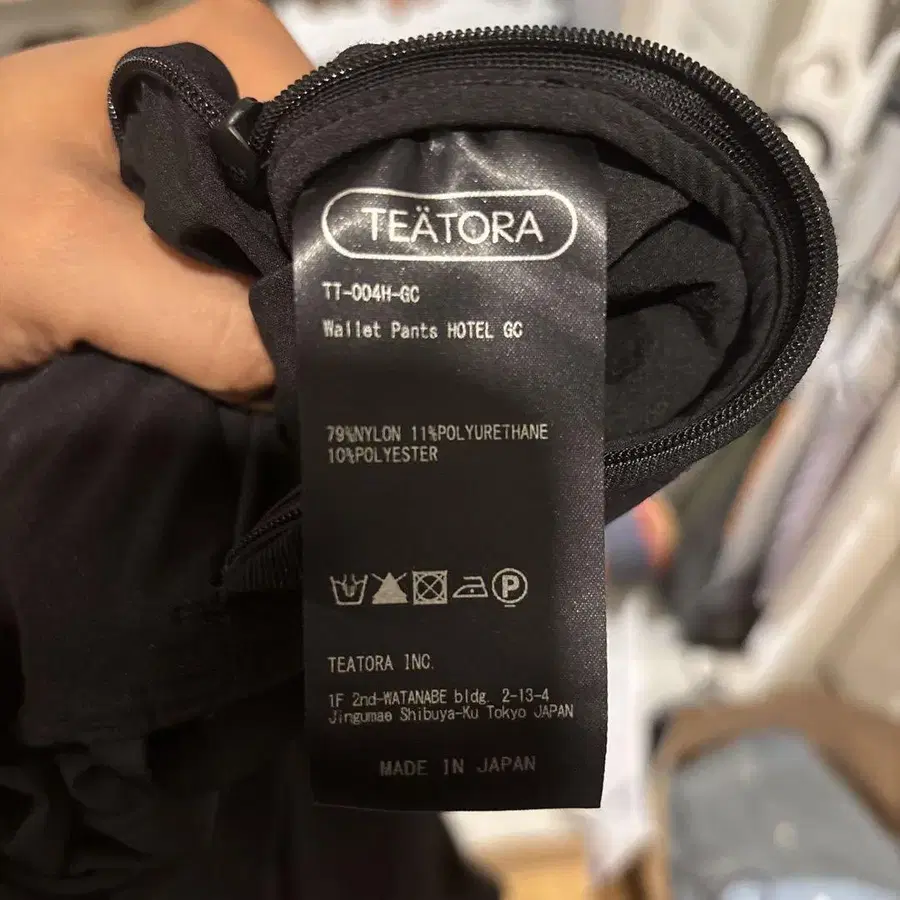 TEÄTORA
TT-004H-GC
Wallet Pants HOTEL GC
79%NYLON 11%POLYURETHANE
10%POLYESTER
P
TEATORA INC.
1F 2nd-WATANABE bldg. 2-13-4
Jingumae Shibuya-Ku Tokyo JAPAN
MADE IN JAPAN